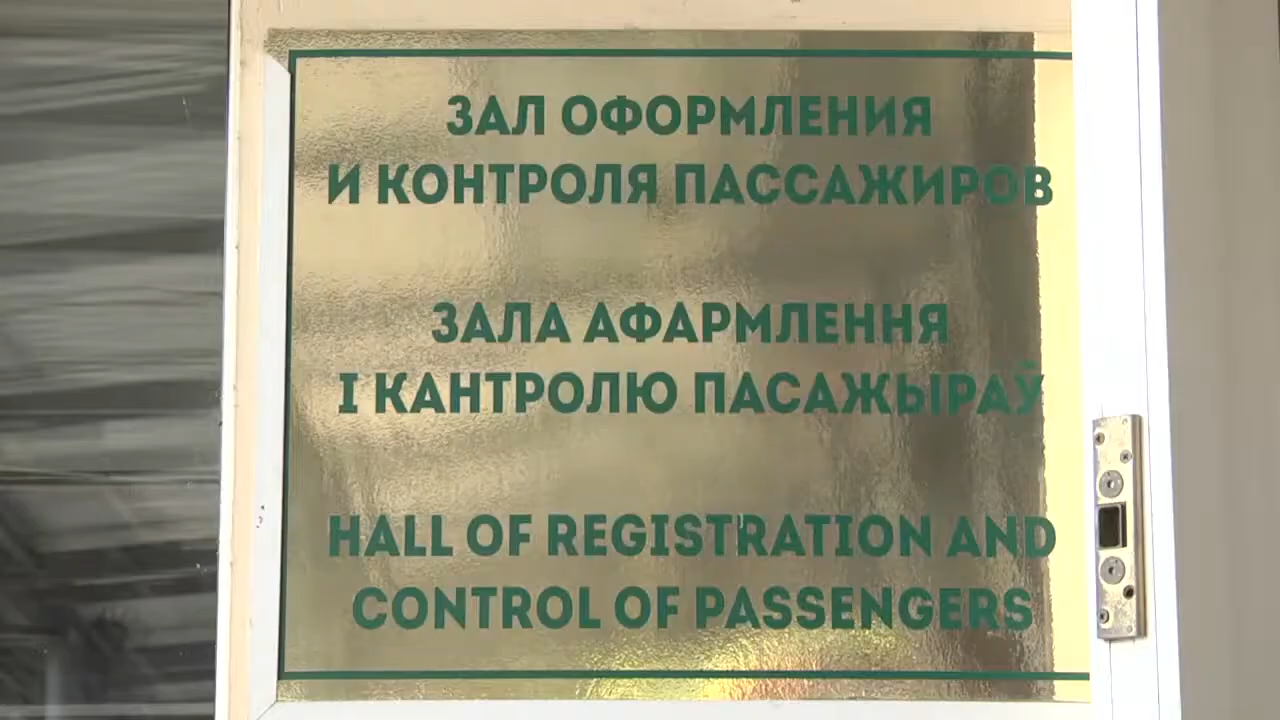 ЗАЛ ОФОРМЛЕНИЯ
И КОНТРОЛЯ ПАССАЖИРОВ
ЗАЛА АФАРМЛЕННЯ
І КАНТРОЛЮ ПАСАЖЫРАЎ
HALL OF REGISTRATION AND
CONTROL OF PASSENGERS